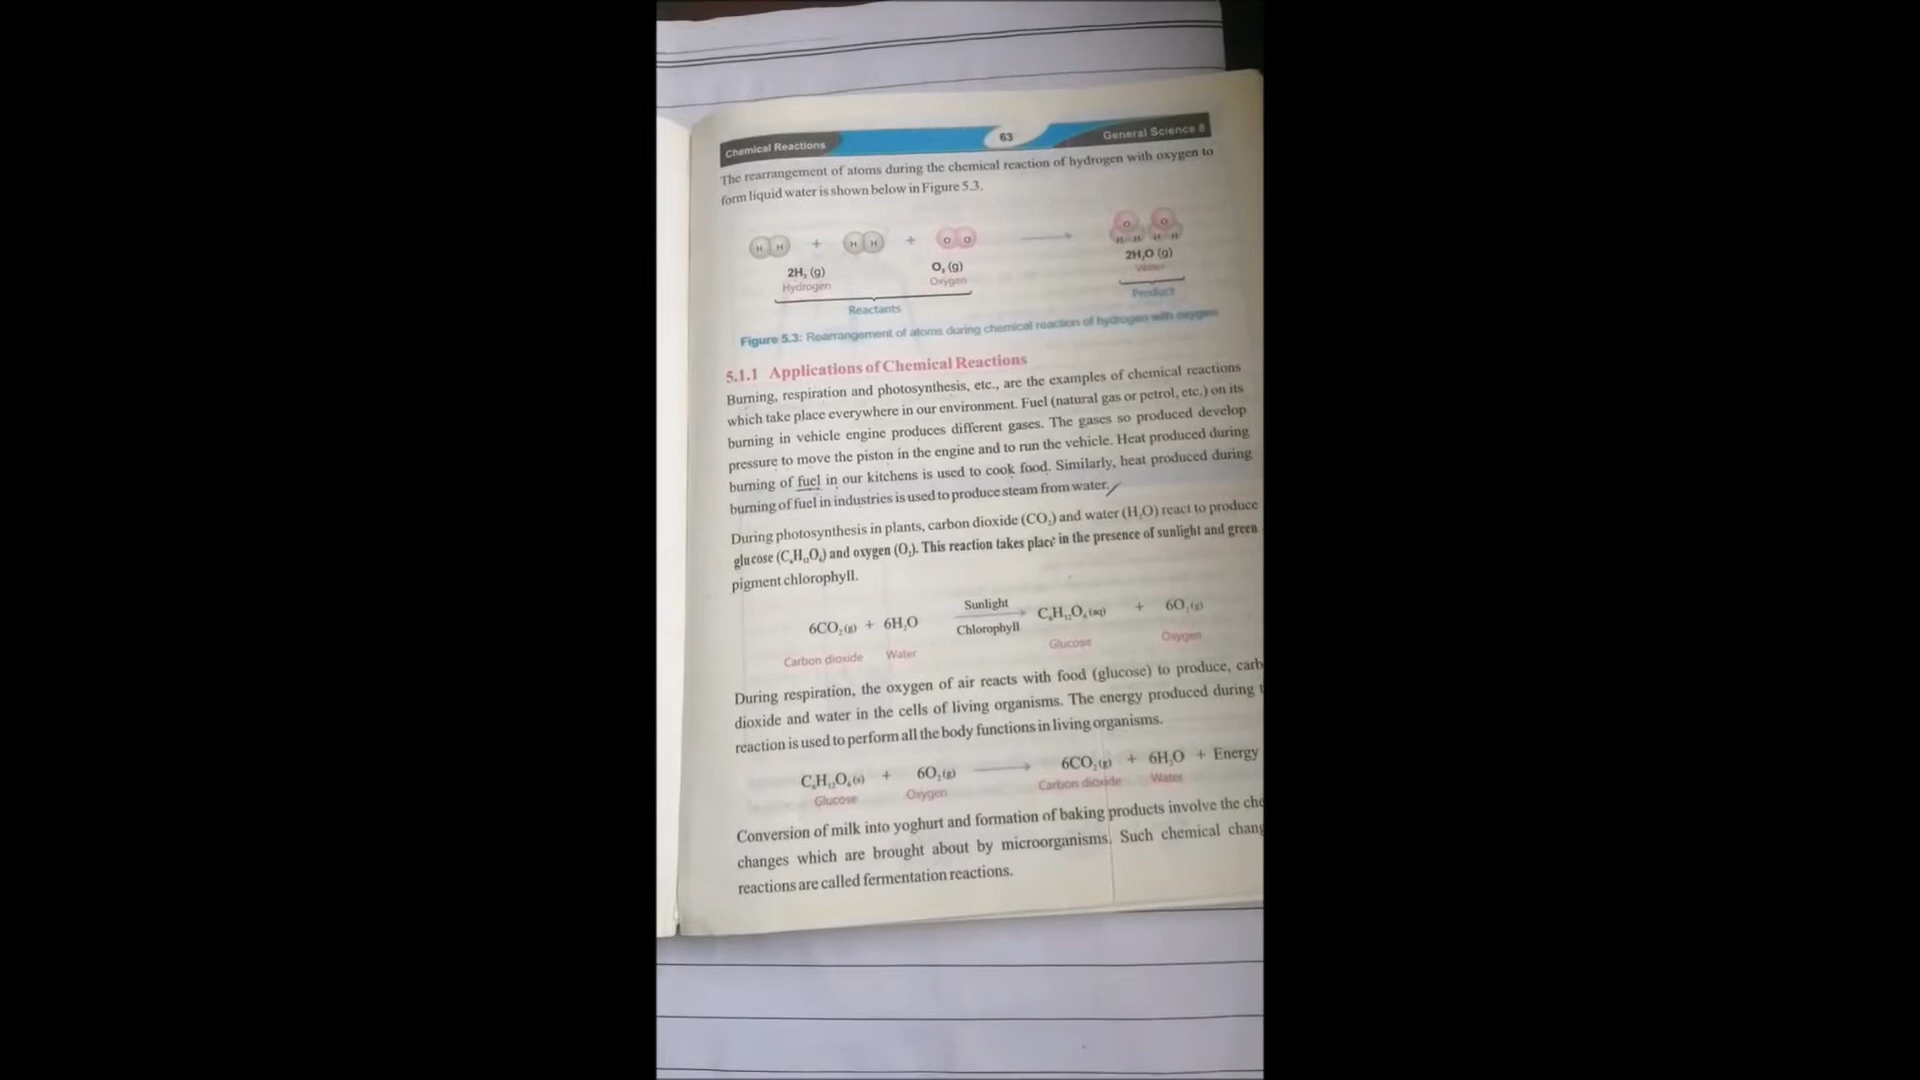 Chemical Reactions 63 General Science 8
The rearrangement of atoms during the chemical reaction of hydrogen with oxygen to
form liquid water is shown below in Figure 5.3.
H H + H H + O O → O O
H H H H
2H₂ (g) O₂ (g) 2H₂O (g)
Hydrogen Oxygen Water
Reactants Product
Figure 5.3: Rearrangement of atoms during chemical reaction of hydrogen with oxygen
5.1.1 Applications of Chemical Reactions
Burning, respiration and photosynthesis, etc., are the examples of chemical reactions
which take place everywhere in our environment. Fuel (natural gas or petrol, etc.) on its
burning in vehicle engine produces different gases. The gases so produced develop
pressure to move the piston in the engine and to run the vehicle. Heat produced during
burning of fuel in our kitchens is used to cook food. Similarly, heat produced during
burning of fuel in industries is used to produce steam from water.
During photosynthesis in plants, carbon dioxide (CO₂) and water (H₂O) react to produce
glucose (C₆H₁₂O₆) and oxygen (O₂). This reaction takes place in the presence of sunlight and green
pigment chlorophyll.
6CO₂(g) + 6H₂O Sunlight → Chlorophyll C₆H₁₂O₆(aq) + 6O₂(g)
Carbon dioxide Water Glucose Oxygen
During respiration, the oxygen of air reacts with food (glucose) to produce, carb
dioxide and water in the cells of living organisms. The energy produced during t
reaction is used to perform all the body functions in living organisms.
C₆H₁₂O₆(s) + 6O₂(g) → 6CO₂(g) + 6H₂O + Energy
Glucose Oxygen Carbon dioxide Water
Conversion of milk into yoghurt and formation of baking products involve the che
changes which are brought about by microorganisms. Such chemical chang
reactions are called fermentation reactions.